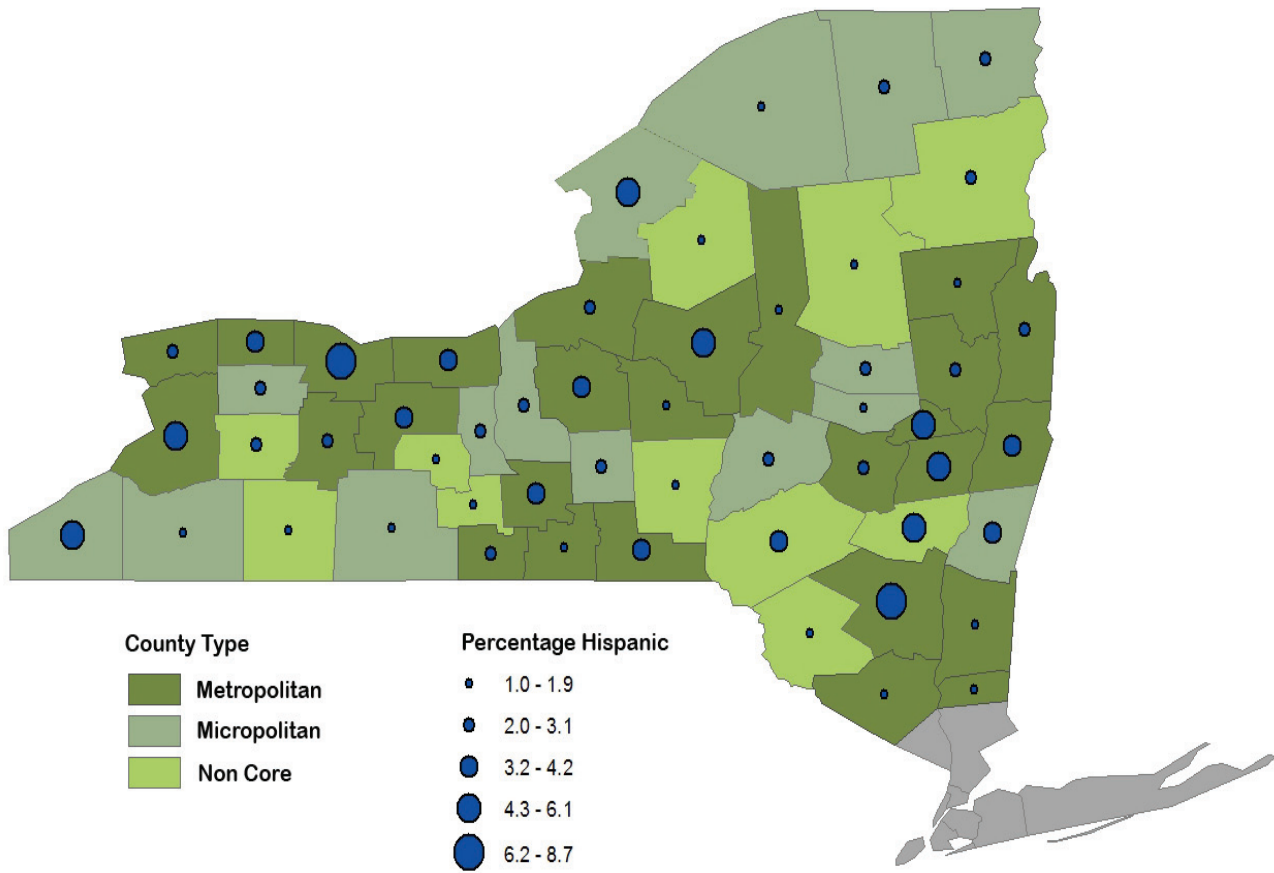 County Type
Metropolitan
Micropolitan
Non Core
Percentage Hispanic
1.0 - 1.9
2.0 - 3.1
3.2 - 4.2
4.3 - 6.1
6.2 - 8.7